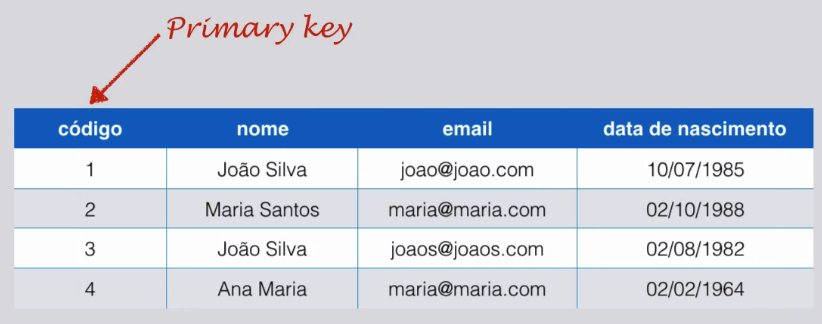 Primary key
código nome email data de nascimento
1 João Silva joao@joao.com 10/07/1985
2 Maria Santos maria@maria.com 02/10/1988
3 João Silva joaos@joaos.com 02/08/1982
4 Ana Maria maria@maria.com 02/02/1964